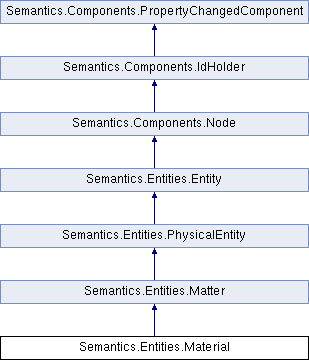 Semantics.Components.PropertyChangedComponent
Semantics.Components.IdHolder
Semantics.Components.Node
Semantics.Entities.Entity
Semantics.Entities.PhysicalEntity
Semantics.Entities.Matter
Semantics.Entities.Material